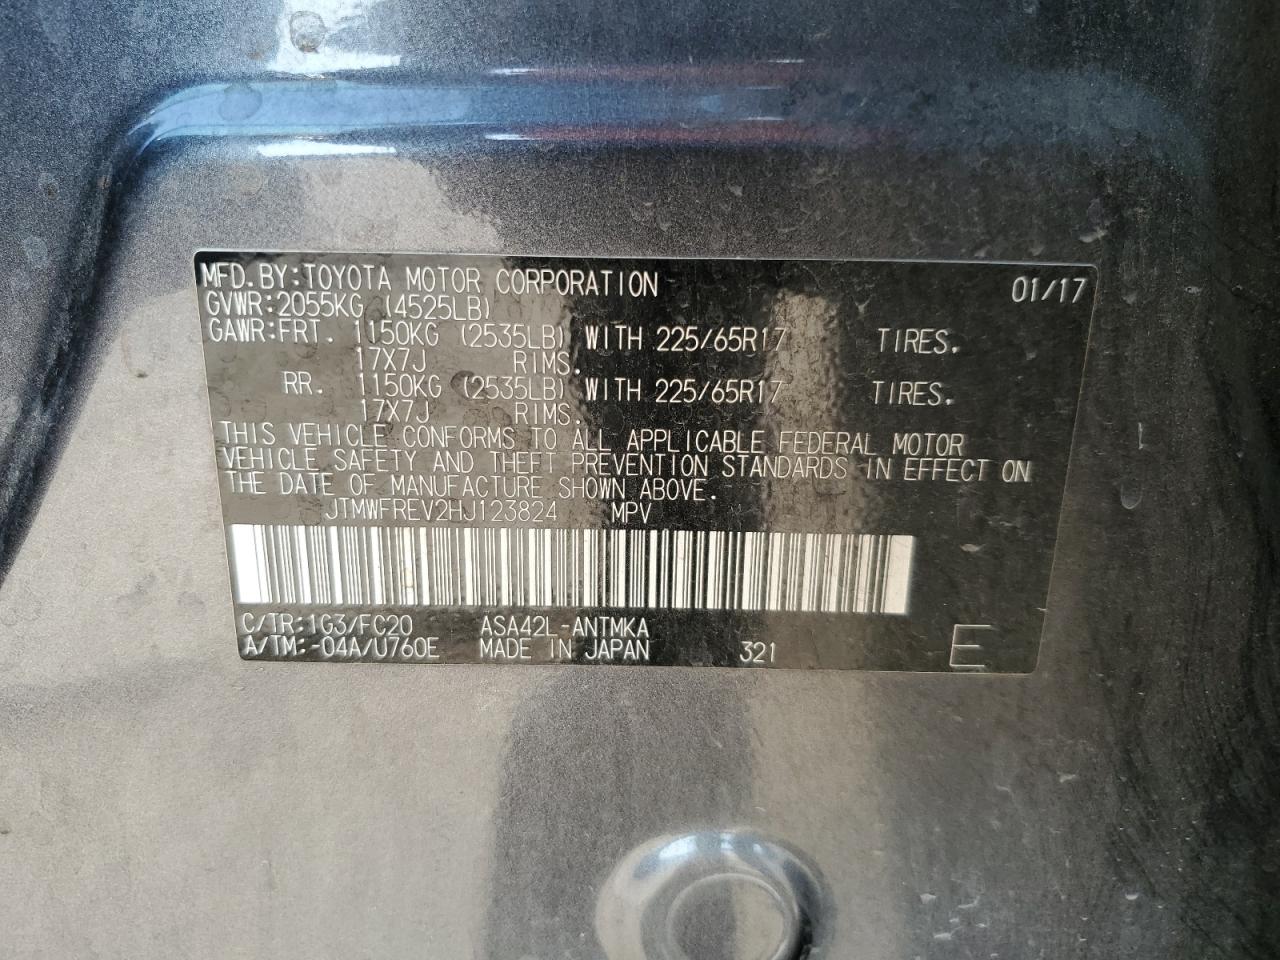 MFD.BY:TOYOTA MOTOR CORPORATION 01/17
GVWR:2055KG (4525LB)
GAWR:FRT. 1150KG (2535LB) WITH 225/65R17 TIRES.
17X7J RIMS.
RR. 1150KG (2535LB) WITH 225/65R17 TIRES.
17X7J RIMS.
THIS VEHICLE CONFORMS TO ALL APPLICABLE FEDERAL MOTOR
VEHICLE SAFETY AND THEFT PREVENTION STANDARDS IN EFFECT ON
THE DATE OF MANUFACTURE SHOWN ABOVE.
JTMWFREV2HJ123824 MPV
C/TR:1G3/FC20 ASA42L-ANTMKA
A/TM:-04A/U760E MADE IN JAPAN 321 E